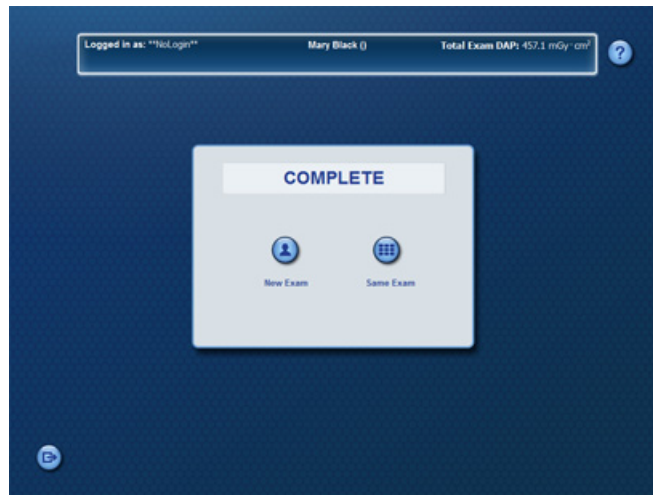 Logged in as: **NoLogin** Mary Black () Total Exam DAP: 457.1 mGy·cm²
?
COMPLETE
New Exam Same Exam